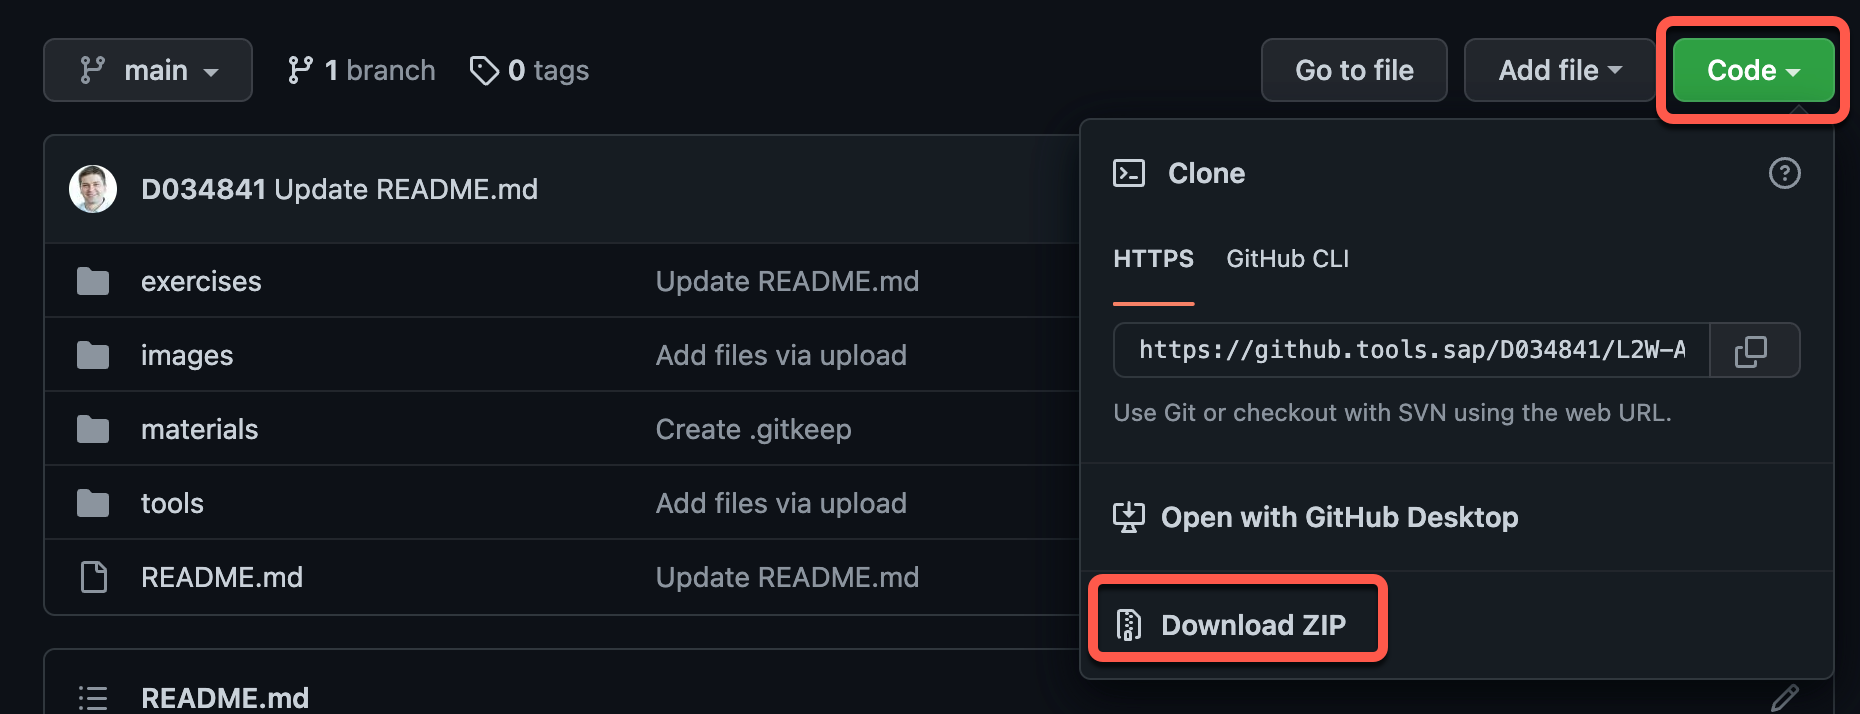 main
1 branch
0 tags
Go to file
Add file
Code
D034841 Update README.md
exercises
Update README.md
images
Add files via upload
materials
Create .gitkeep
tools
Add files via upload
README.md
Update README.md
README.md
Clone
HTTPS
GitHub CLI
https://github.tools.sap/D034841/L2W-A
Use Git or checkout with SVN using the web URL.
Open with GitHub Desktop
Download ZIP